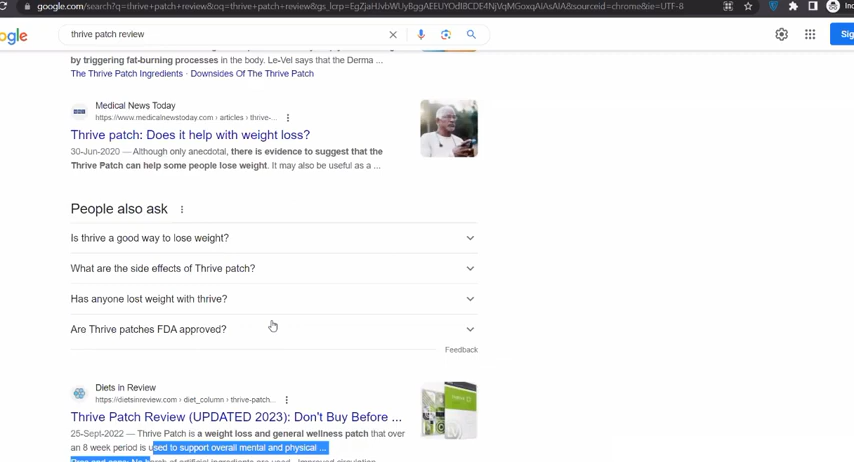 google.com/search?q=thrive+patch+review&oq=thrive+patch+review&gs_lcrp=
&sourceid=chrome&ie=UTF-8
ogle
thrive patch review
Sig
by triggering fat-burning processes in the body. Le-Vel says that the Derma ...
The Thrive Patch Ingredients · Downsides Of The Thrive Patch
Medical News Today
https://www.medicalnewstoday.com › articles › thrive-...
Thrive patch: Does it help with weight loss?
30-Jun-2020 — Although only anecdotal, there is evidence to suggest that the
Thrive Patch can help some people lose weight. It may also be useful as a ...
People also ask
Is thrive a good way to lose weight?
What are the side effects of Thrive patch?
Has anyone lost weight with thrive?
Are Thrive patches FDA approved?
Feedback
Diets in Review
https://dietsinreview.com › diet_column › thrive-patch...
Thrive Patch Review (UPDATED 2023): Don't Buy Before ...
25-Sept-2022 — Thrive Patch is a weight loss and general wellness patch that over
an 8 week period is used to support overall mental and physical ...